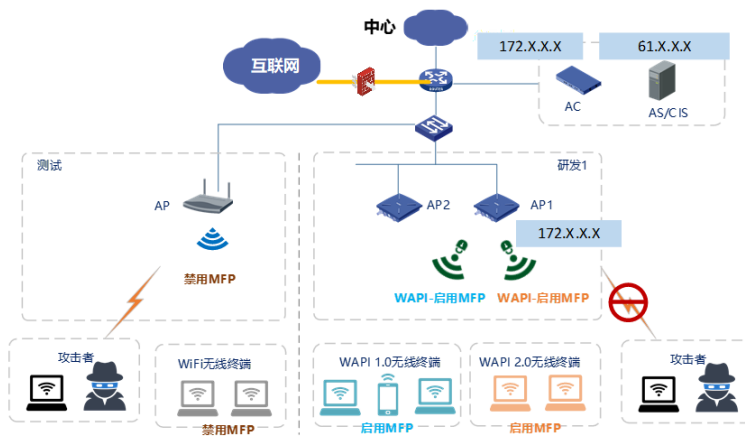 中心
172.X.X.X
61.X.X.X
互联网
AC
AS/CIS
测试
研发1
AP
AP2
AP1
172.X.X.X
禁用MFP
WAPI-启用MFP
WAPI-启用MFP
攻击者
WiFi无线终端
禁用MFP
WAPI 1.0无线终端
启用MFP
WAPI 2.0无线终端
启用MFP
攻击者